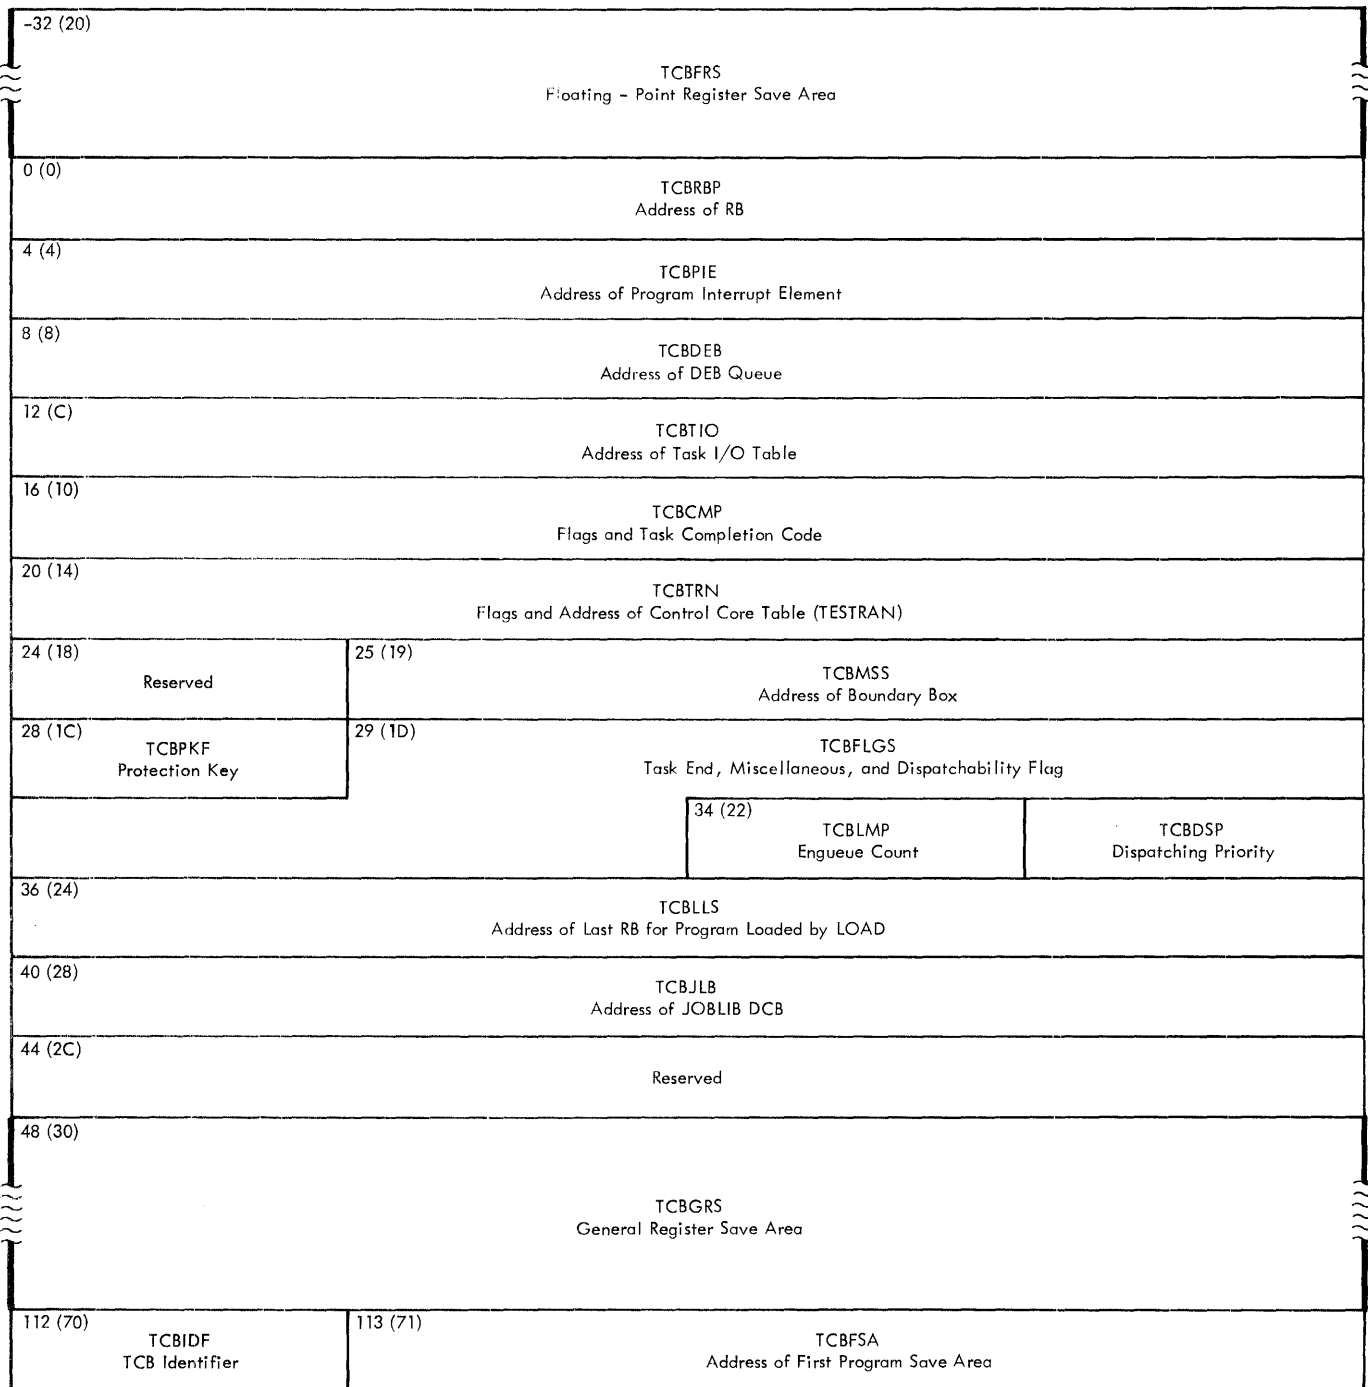 -32 (20)
TCBFRS
Floating - Point Register Save Area
0 (0)
TCBRBP
Address of RB
4 (4)
TCBPIE
Address of Program Interrupt Element
8 (8)
TCBDEB
Address of DEB Queue
12 (C)
TCBTIO
Address of Task I/O Table
16 (10)
TCBCMP
Flags and Task Completion Code
20 (14)
TCBTRN
Flags and Address of Control Core Table (TESTRAN)
24 (18)
Reserved
25 (19)
TCBMSS
Address of Boundary Box
28 (1C)
TCBPKF
Protection Key
29 (1D)
TCBFLGS
Task End, Miscellaneous, and Dispatchability Flag
34 (22)
TCBLMP
Engueue Count
TCBDSP
Dispatching Priority
36 (24)
TCBLLS
Address of Last RB for Program Loaded by LOAD
40 (28)
TCBJLB
Address of JOBLIB DCB
44 (2C)
Reserved
48 (30)
TCBGRS
General Register Save Area
112 (70)
TCBIDF
TCB Identifier
113 (71)
TCBFSA
Address of First Program Save Area